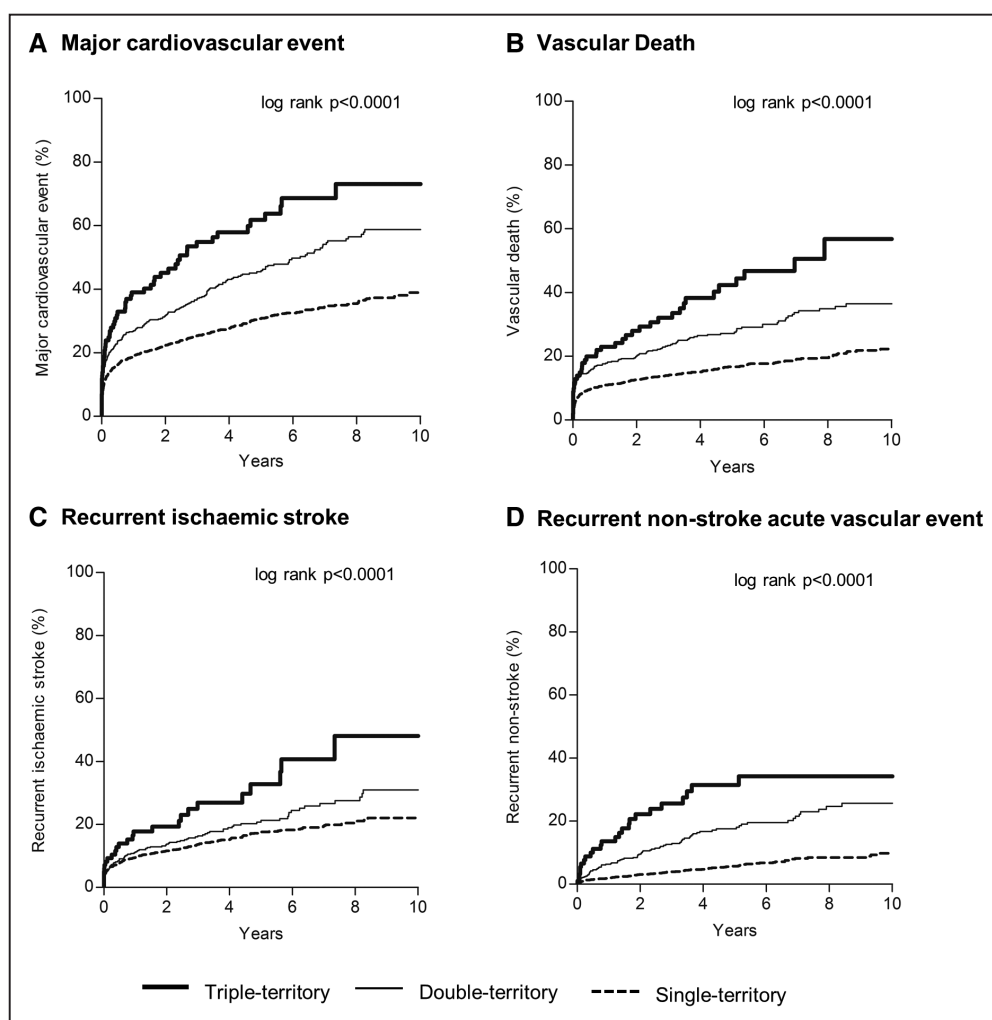 A Major cardiovascular event
log rank p<0.0001
Major cardiovascular event (%)
100
80
60
40
20
0
0 2 4 6 8 10
Years
B Vascular Death
log rank p<0.0001
Vascular death (%)
100
80
60
40
20
0
0 2 4 6 8 10
Years
C Recurrent ischaemic stroke
log rank p<0.0001
Recurrent ischaemic stroke (%)
100
80
60
40
20
0
0 2 4 6 8 10
Years
D Recurrent non-stroke acute vascular event
log rank p<0.0001
Recurrent non-stroke (%)
100
80
60
40
20
0
0 2 4 6 8 10
Years
Triple-territory Double-territory Single-territory